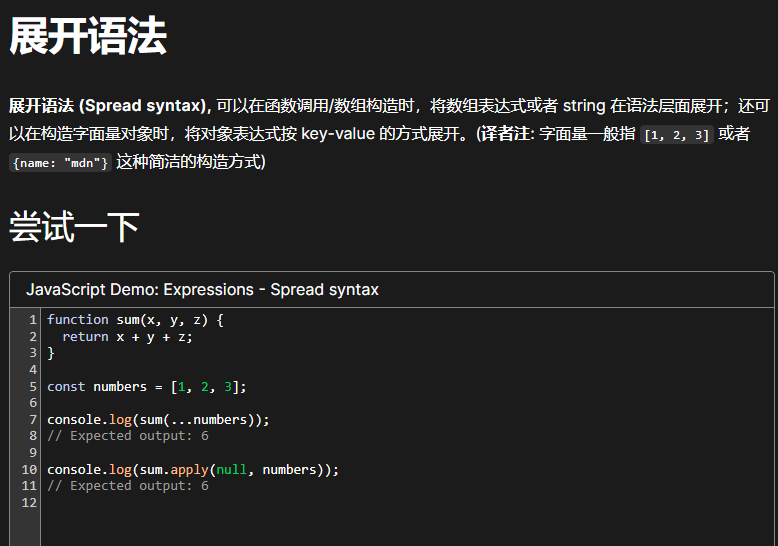 展开语法
展开语法 (Spread syntax), 可以在函数调用/数组构造时，将数组表达式或者 string 在语法层面展开；还可
以在构造字面量对象时，将对象表达式按 key-value 的方式展开。(译者注: 字面量一般指 [1, 2, 3] 或者
{name: "mdn"} 这种简洁的构造方式)
尝试一下
JavaScript Demo: Expressions - Spread syntax
1 function sum(x, y, z) {
2   return x + y + z;
3 }
4
5 const numbers = [1, 2, 3];
6
7 console.log(sum(...numbers));
8 // Expected output: 6
9
10 console.log(sum.apply(null, numbers));
11 // Expected output: 6
12